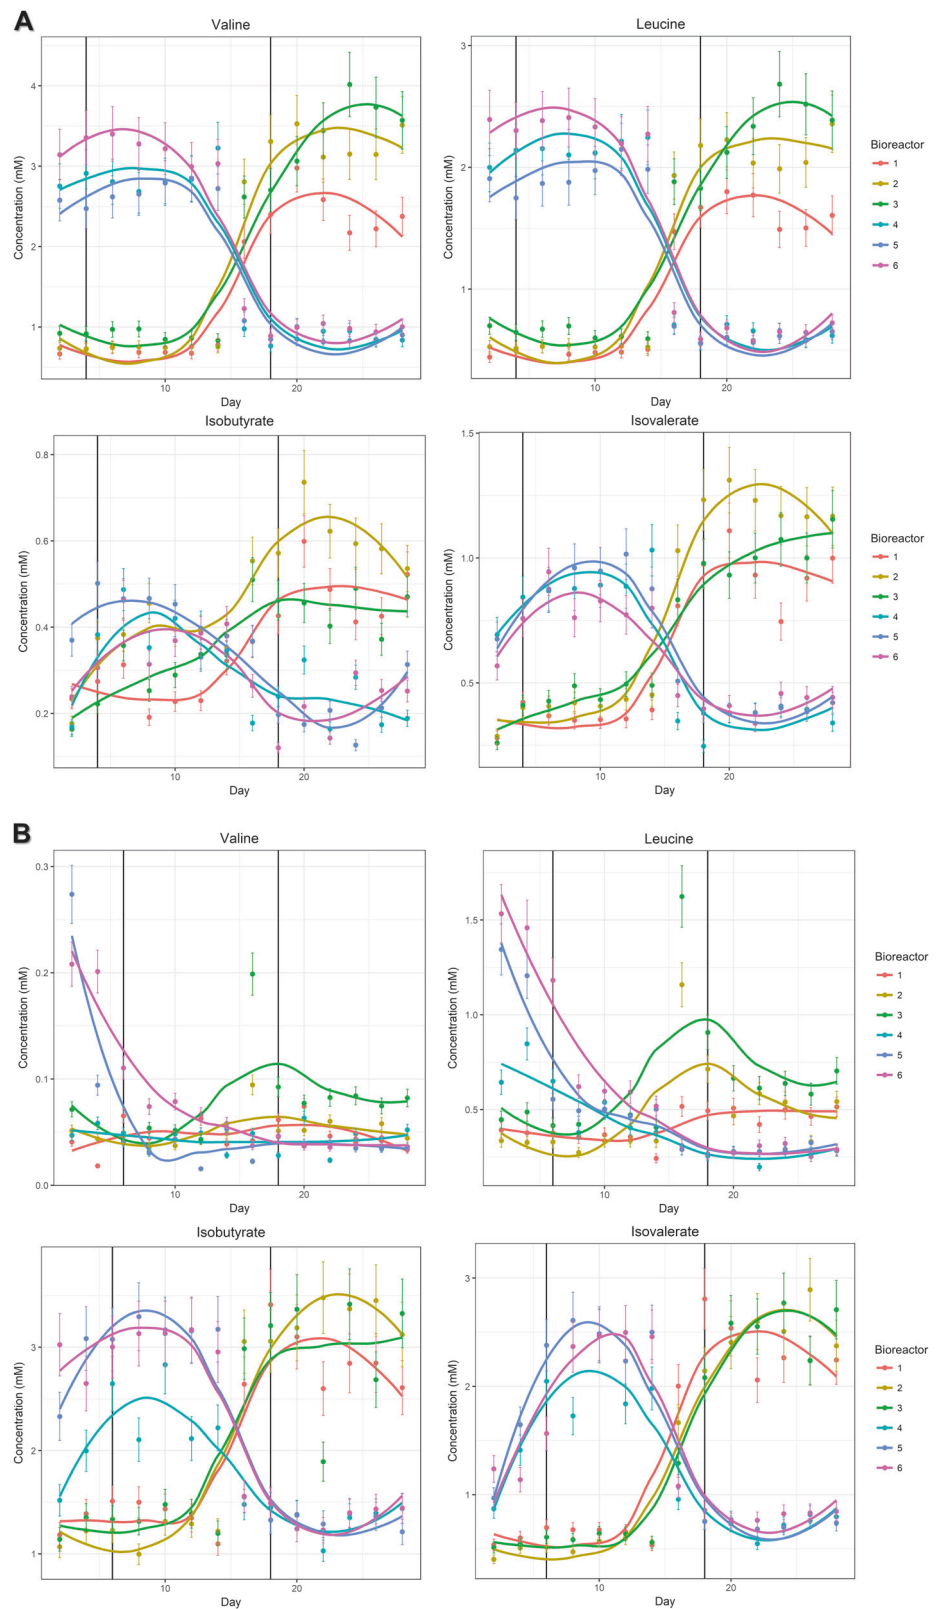 A
Valine
Leucine
Concentration (mM)
4
3
2
1
10
20
Day
Concentration (mM)
3
2
1
10
20
Day
Bioreactor
1
2
3
4
5
6
Isobutyrate
Isovalerate
Concentration (mM)
0.8
0.6
0.4
0.2
10
20
Day
Concentration (mM)
1.5
1.0
0.5
10
20
Day
Bioreactor
1
2
3
4
5
6
B
Valine
Leucine
Concentration (mM)
0.3
0.2
0.1
0.0
10
20
Day
Concentration (mM)
1.5
1.0
0.5
10
20
Day
Bioreactor
1
2
3
4
5
6
Isobutyrate
Isovalerate
Concentration (mM)
3
2
1
10
20
Day
Concentration (mM)
3
2
1
10
20
Day
Bioreactor
1
2
3
4
5
6